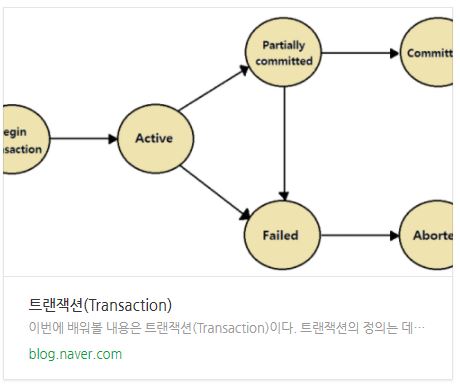 Partially
committed
Committ
egin
nsaction
Active
Failed
Aborte
트랜잭션(Transaction)
이번에 배워볼 내용은 트랜잭션(Transaction)이다. 트랜잭션의 정의는 데…
blog.naver.com